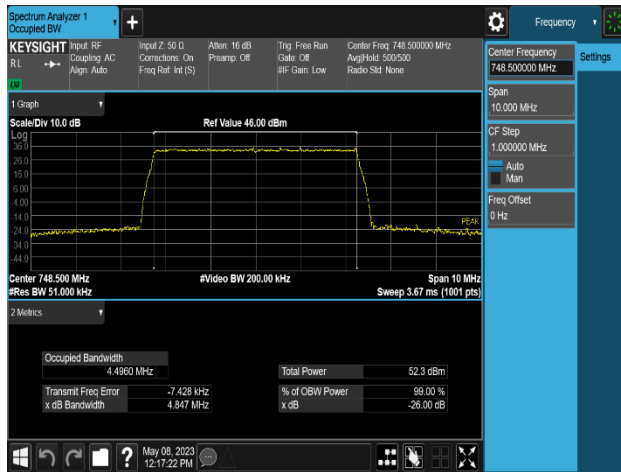 Spectrum Analyzer 1
Occupied BW
Frequency
KEYSIGHT
R L
Input: RF
Coupling: AC
Align: Auto
Input Z: 50 Ω
Corrections: On
Freq Ref: Int (S)
Atten: 16 dB
Preamp: Off
Trig: Free Run
Gate: Off
#IF Gain: Low
Center Freq: 748.500000 MHz
Avg|Hold: 500/500
Radio Std: None
1 Graph
Scale/Div 10.0 dB
Ref Value 46.00 dBm
Log
36.0
26.0
16.0
6.00
-4.00
-14.0
-24.0
-34.0
-44.0
PEAK
Center 748.500 MHz
#Video BW 200.00 kHz
Span 10 MHz
#Res BW 51.000 kHz
Sweep 3.67 ms (1001 pts)
2 Metrics
Occupied Bandwidth
4.4960 MHz
Total Power 52.3 dBm
Transmit Freq Error -7.428 kHz
% of OBW Power 99.00 %
x dB Bandwidth 4.847 MHz
x dB -26.00 dB
?
May 08, 2023
12:17:22 PM
Center Frequency
748.500000 MHz
Settings
Span
10.000 MHz
CF Step
1.000000 MHz
Auto
Man
Freq Offset
0 Hz